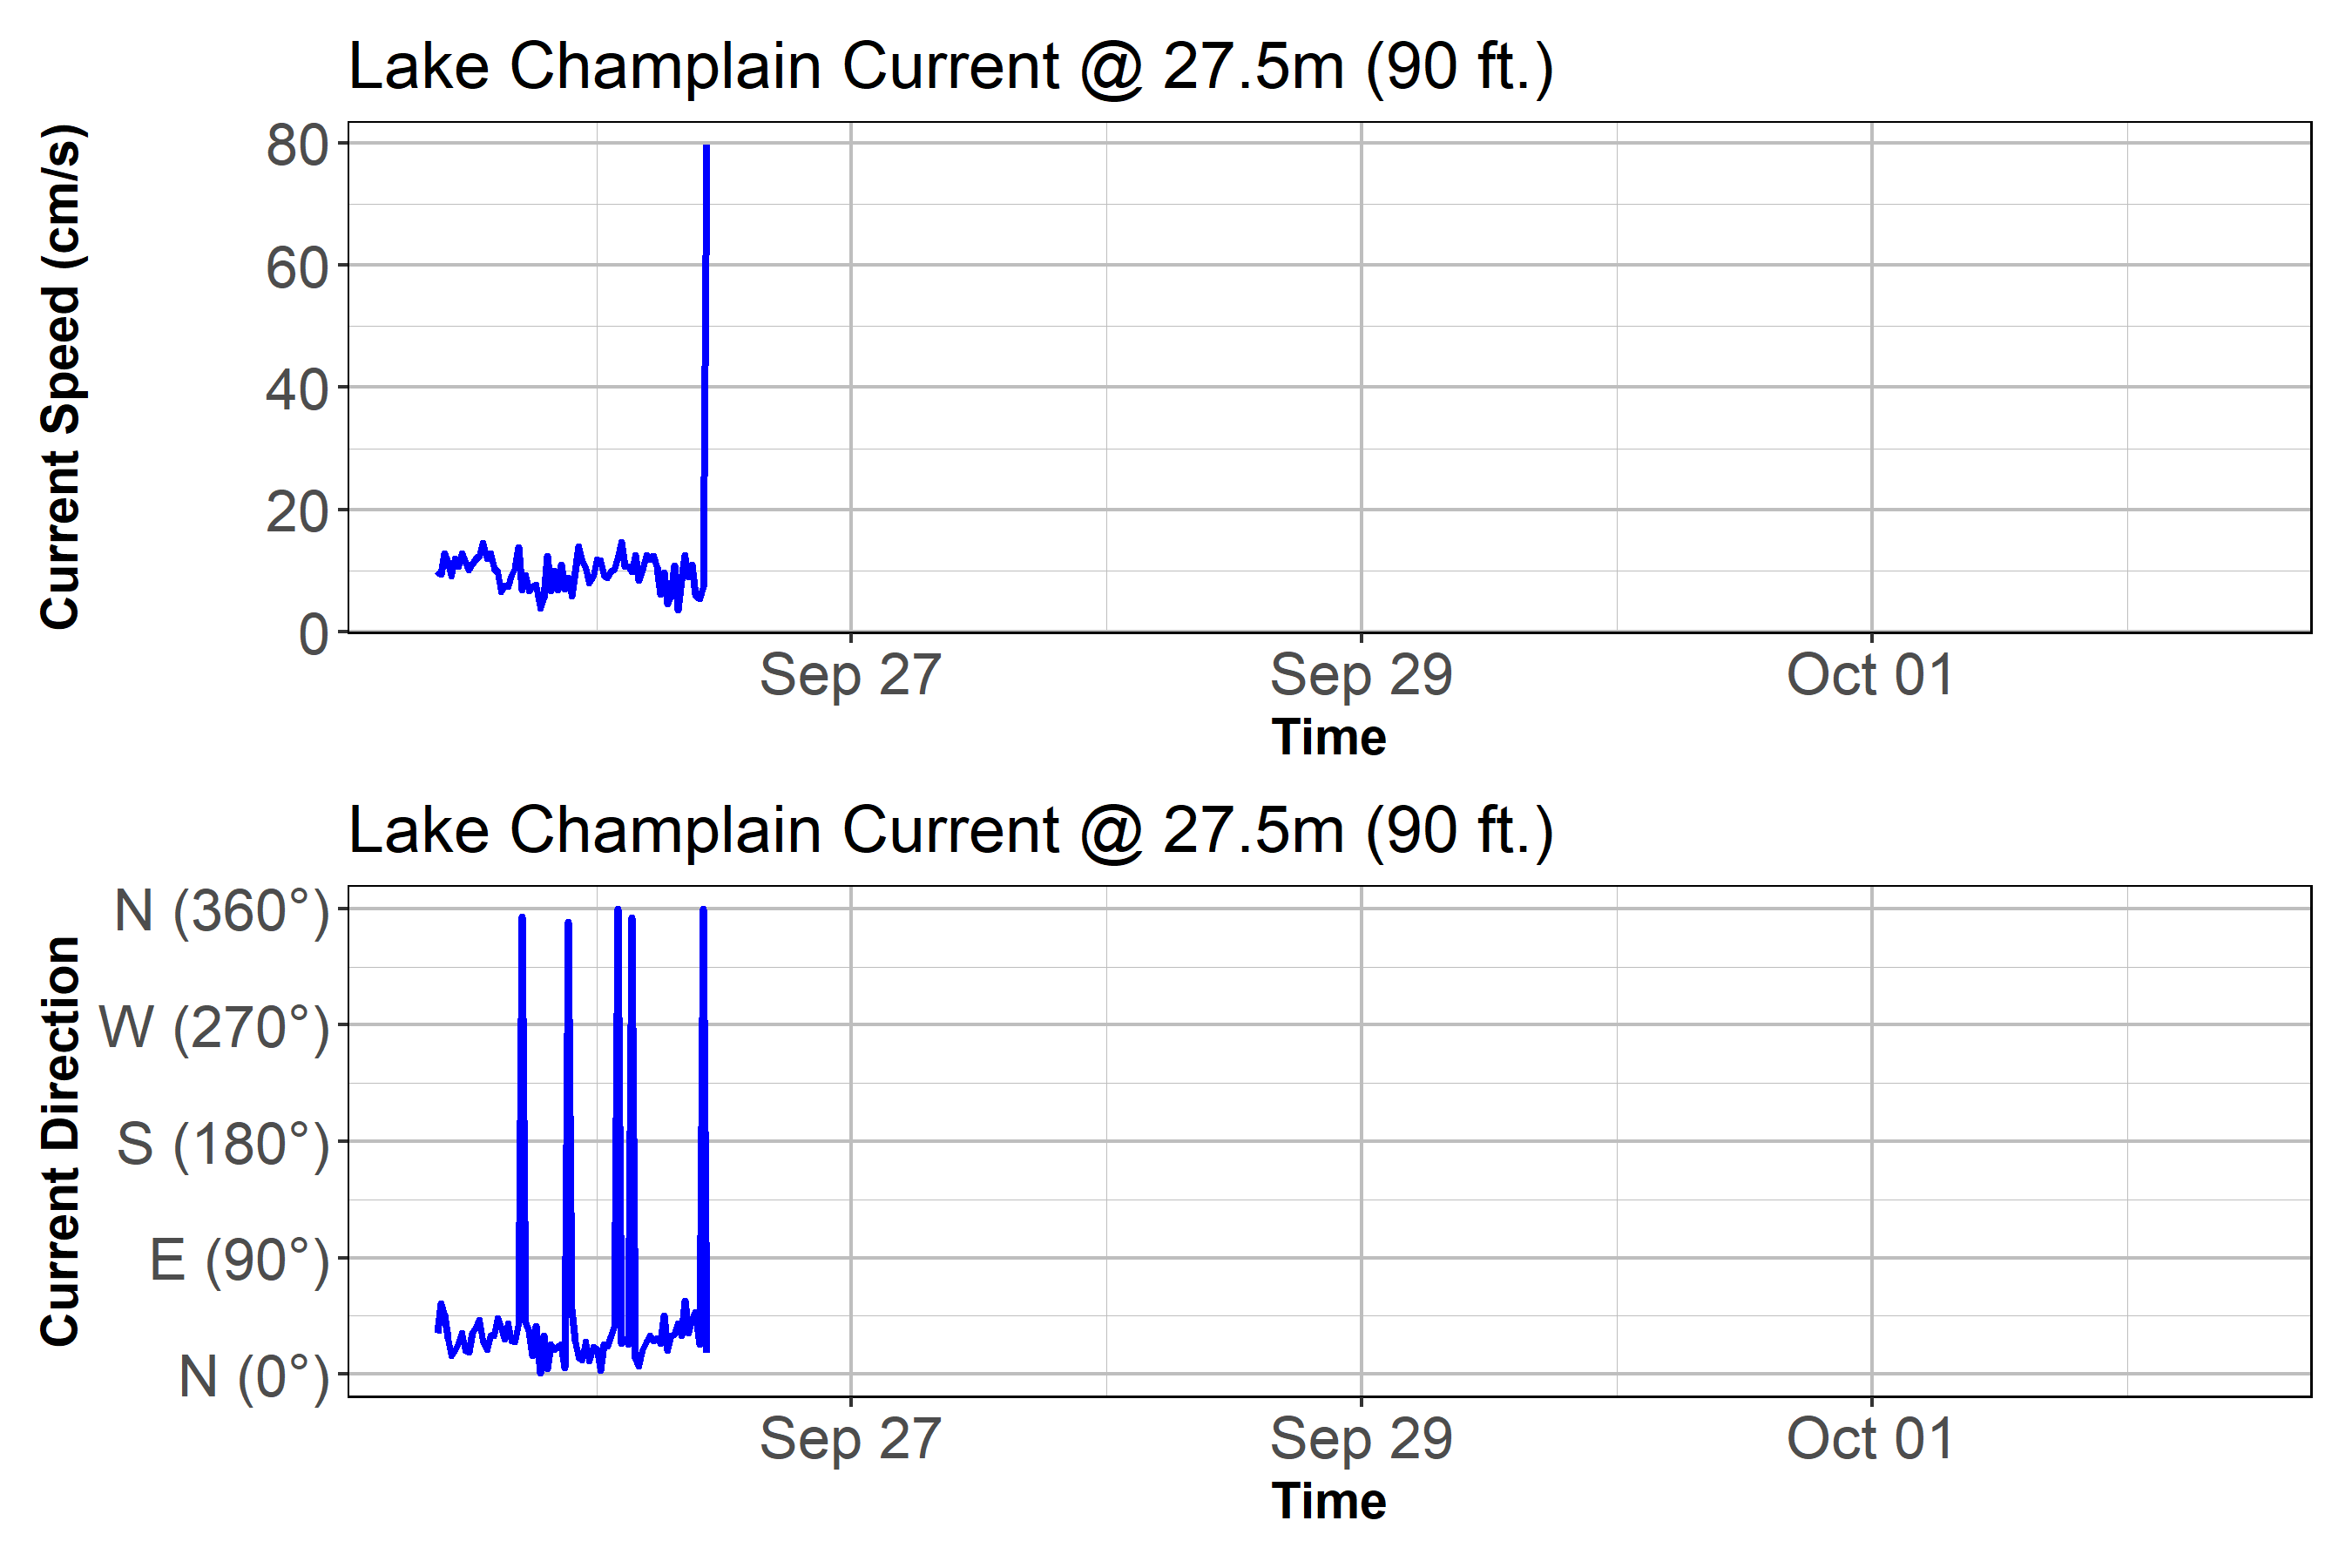 Lake Champlain Current @ 27.5m (90 ft.)
Current Speed (cm/s)
80
60
40
20
0
Sep 27 Sep 29 Oct 01
Time
Lake Champlain Current @ 27.5m (90 ft.)
Current Direction
N (360°)
W (270°)
S (180°)
E (90°)
N (0°)
Sep 27 Sep 29 Oct 01
Time